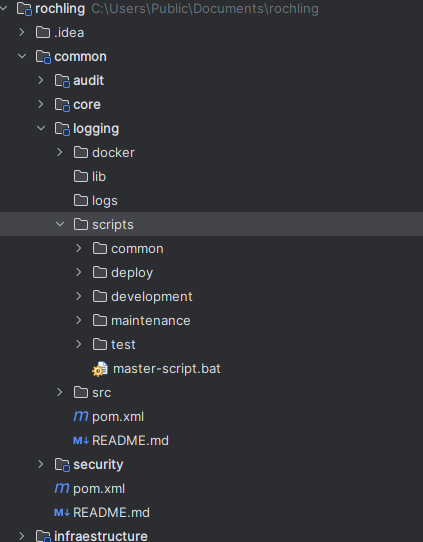 rochling C:\Users\Public\Documents\rochling
.idea
common
audit
core
logging
docker
lib
logs
scripts
common
deploy
development
maintenance
test
master-script.bat
src
m pom.xml
M↓ README.md
security
m pom.xml
M↓ README.md
infraestructure